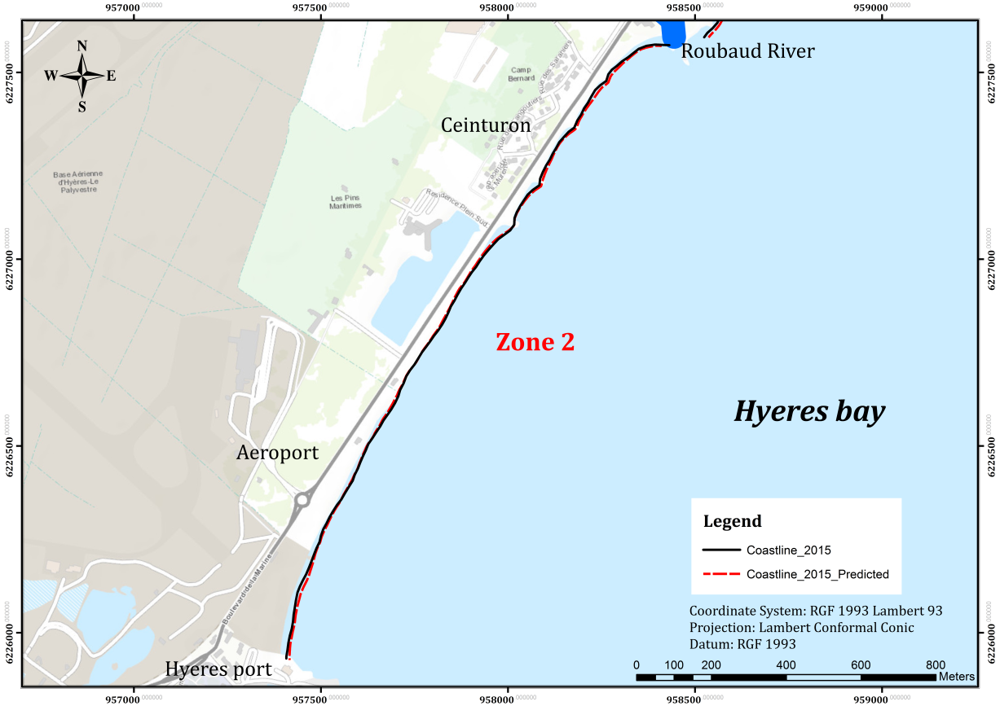 957000.000000 957500.000000 958000.000000 958500.000000 959000.000000
6227500.000000
6227000.000000
6226500.000000
6226000.000000
N
W E
S
Roubaud River
Camp
Bernard
Rue des Sarariers
Ceinturon
Base Aérienne
d'Hyères-Le
Palyvestre
Les Pins
Maritimes
Residence Plein Sud
Zone 2
Hyeres bay
Aeroport
Boulevard de la Marine
Hyeres port
Legend
Coastline_2015
Coastline_2015_Predicted
Coordinate System: RGF 1993 Lambert 93
Projection: Lambert Conformal Conic
Datum: RGF 1993
0 100 200 400 600 800
Meters
6227500.000000
6227000.000000
6226500.000000
6226000.000000
957000.000000 957500.000000 958000.000000 958500.000000 959000.000000